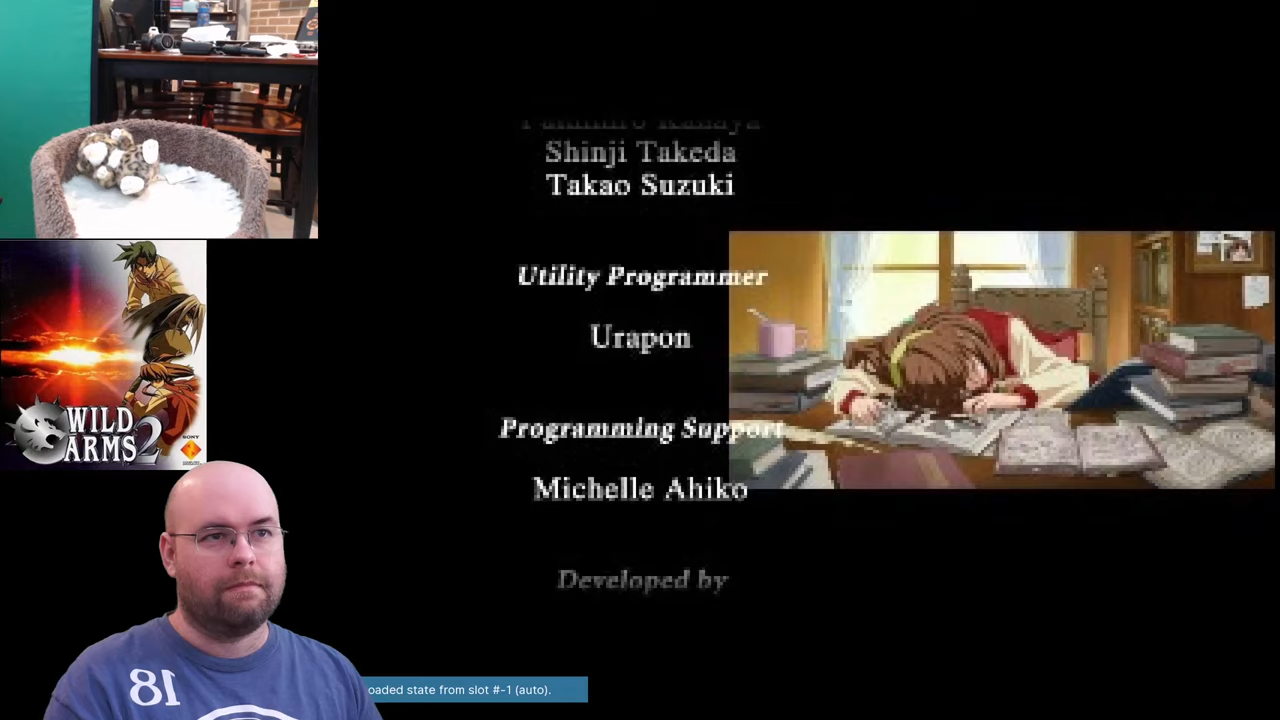 Shinji Takeda
Takao Suzuki
Utility Programmer
Urapon
Programming Support
Michelle Ahiko
Developed by
WILD
ARMS 2
SONY
18
oaded state from slot #-1 (auto).